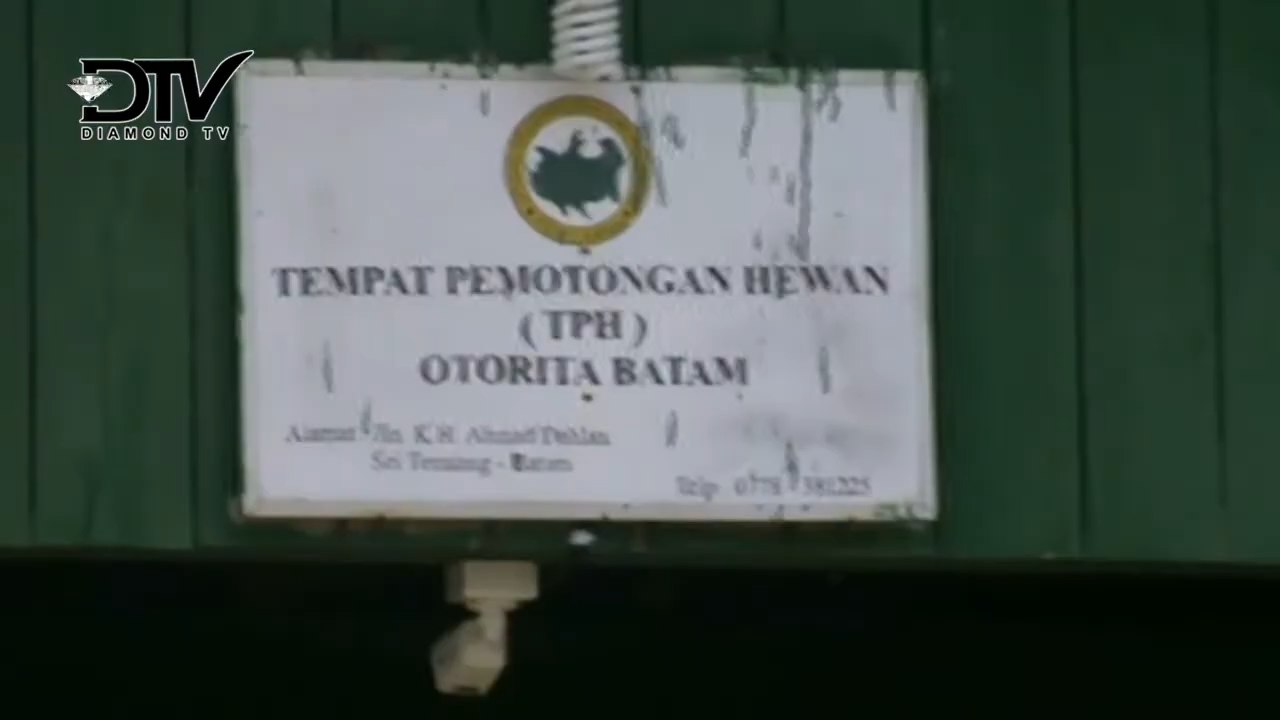 DTV
DIAMOND TV
TEMPAT PEMOTONGAN HEWAN
( TPH )
OTORITA BATAM
Alamat Jln. K.H. Ahmad Dahlan
Sei Temiang - Batam
Telp. 0778 381225